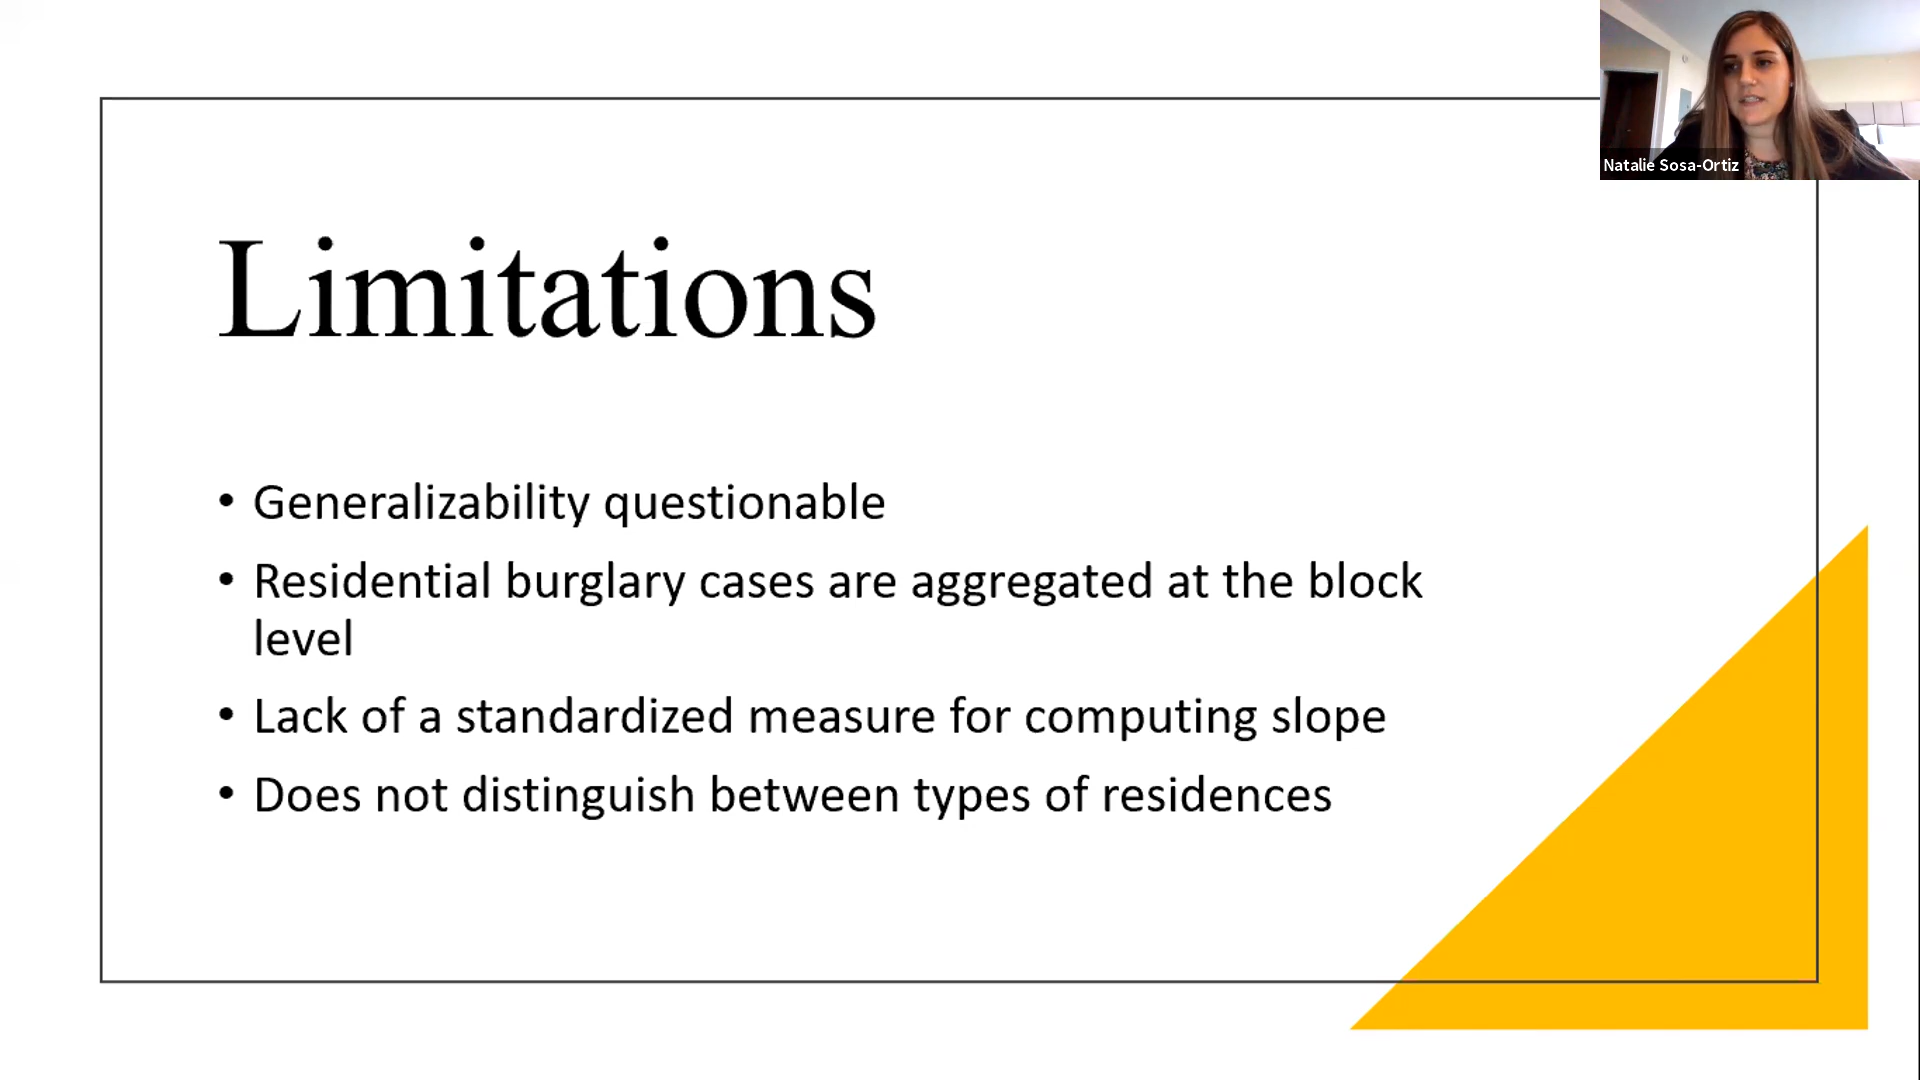 Natalie Sosa-Ortiz
Limitations
• Generalizability questionable
• Residential burglary cases are aggregated at the block
level
• Lack of a standardized measure for computing slope
• Does not distinguish between types of residences